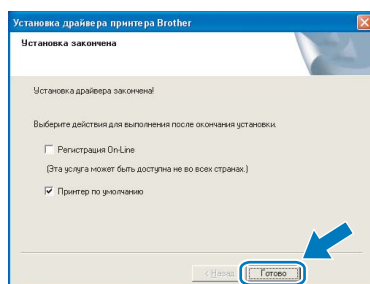 Установка драйвера принтера Brother
Установка закончена
Установка драйвера закончена!
Выберите действия для выполнения после окончания установки.
Регистрация On-Line
(Эта услуга может быть доступна не во всех странах.)
Принтер по умолчанию
< Назад
Готово